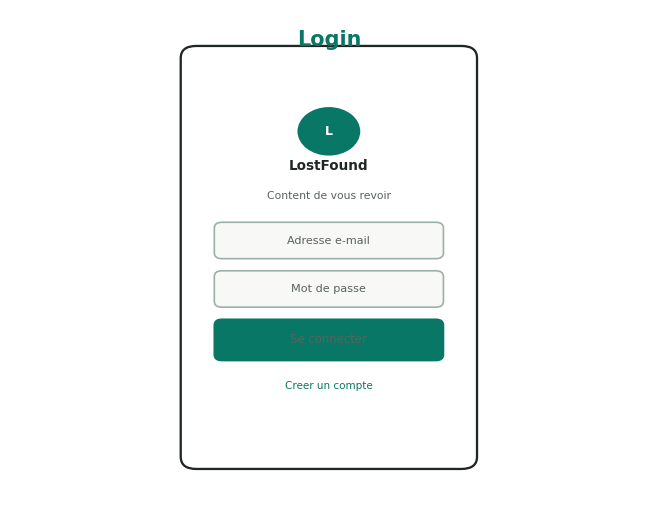 Login
L
LostFound
Content de vous revoir
Adresse e-mail
Mot de passe
Se connecter
Creer un compte